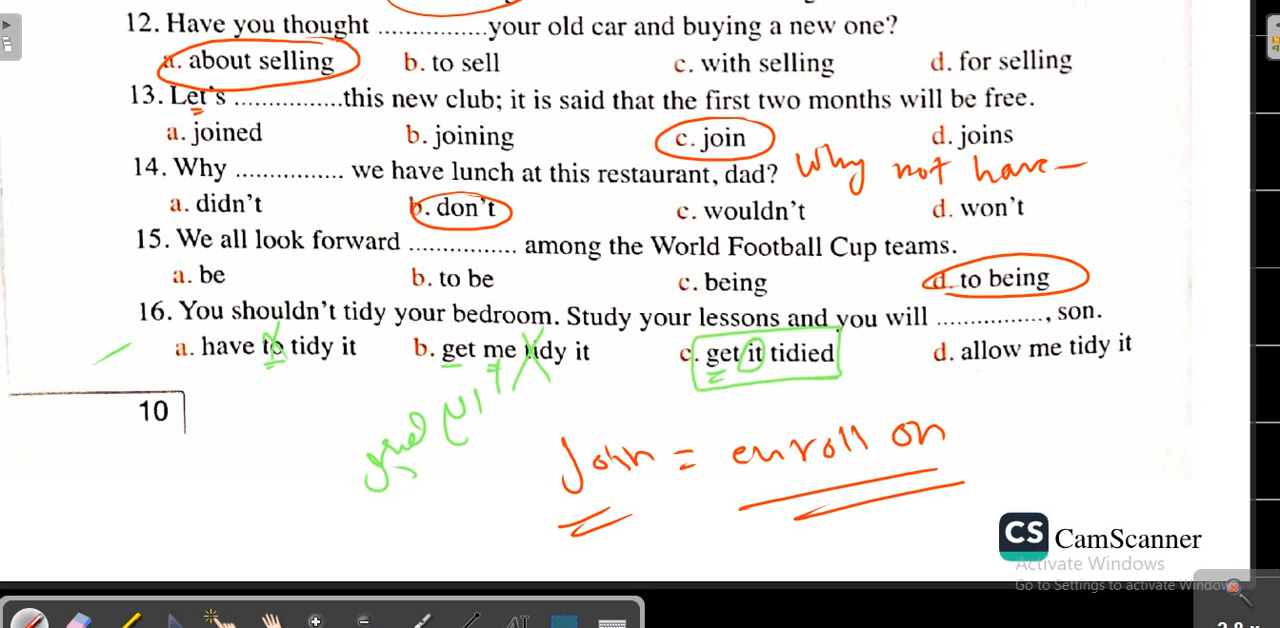 12. Have you thought ................your old car and buying a new one?
a. about selling b. to sell c. with selling d. for selling
13. Let's ................this new club; it is said that the first two months will be free.
a. joined b. joining c. join d. joins
14. Why ................ we have lunch at this restaurant, dad? Why not have –
a. didn't b. don't c. wouldn't d. won't
15. We all look forward ................ among the World Football Cup teams.
a. be b. to be c. being d. to being
16. You shouldn't tidy your bedroom. Study your lessons and you will ................, son.
a. have to tidy it b. get me tidy it c. get it tidied d. allow me tidy it
10
= enroll on
CS CamScanner
Activate Windows
Go to Settings to activate Windows